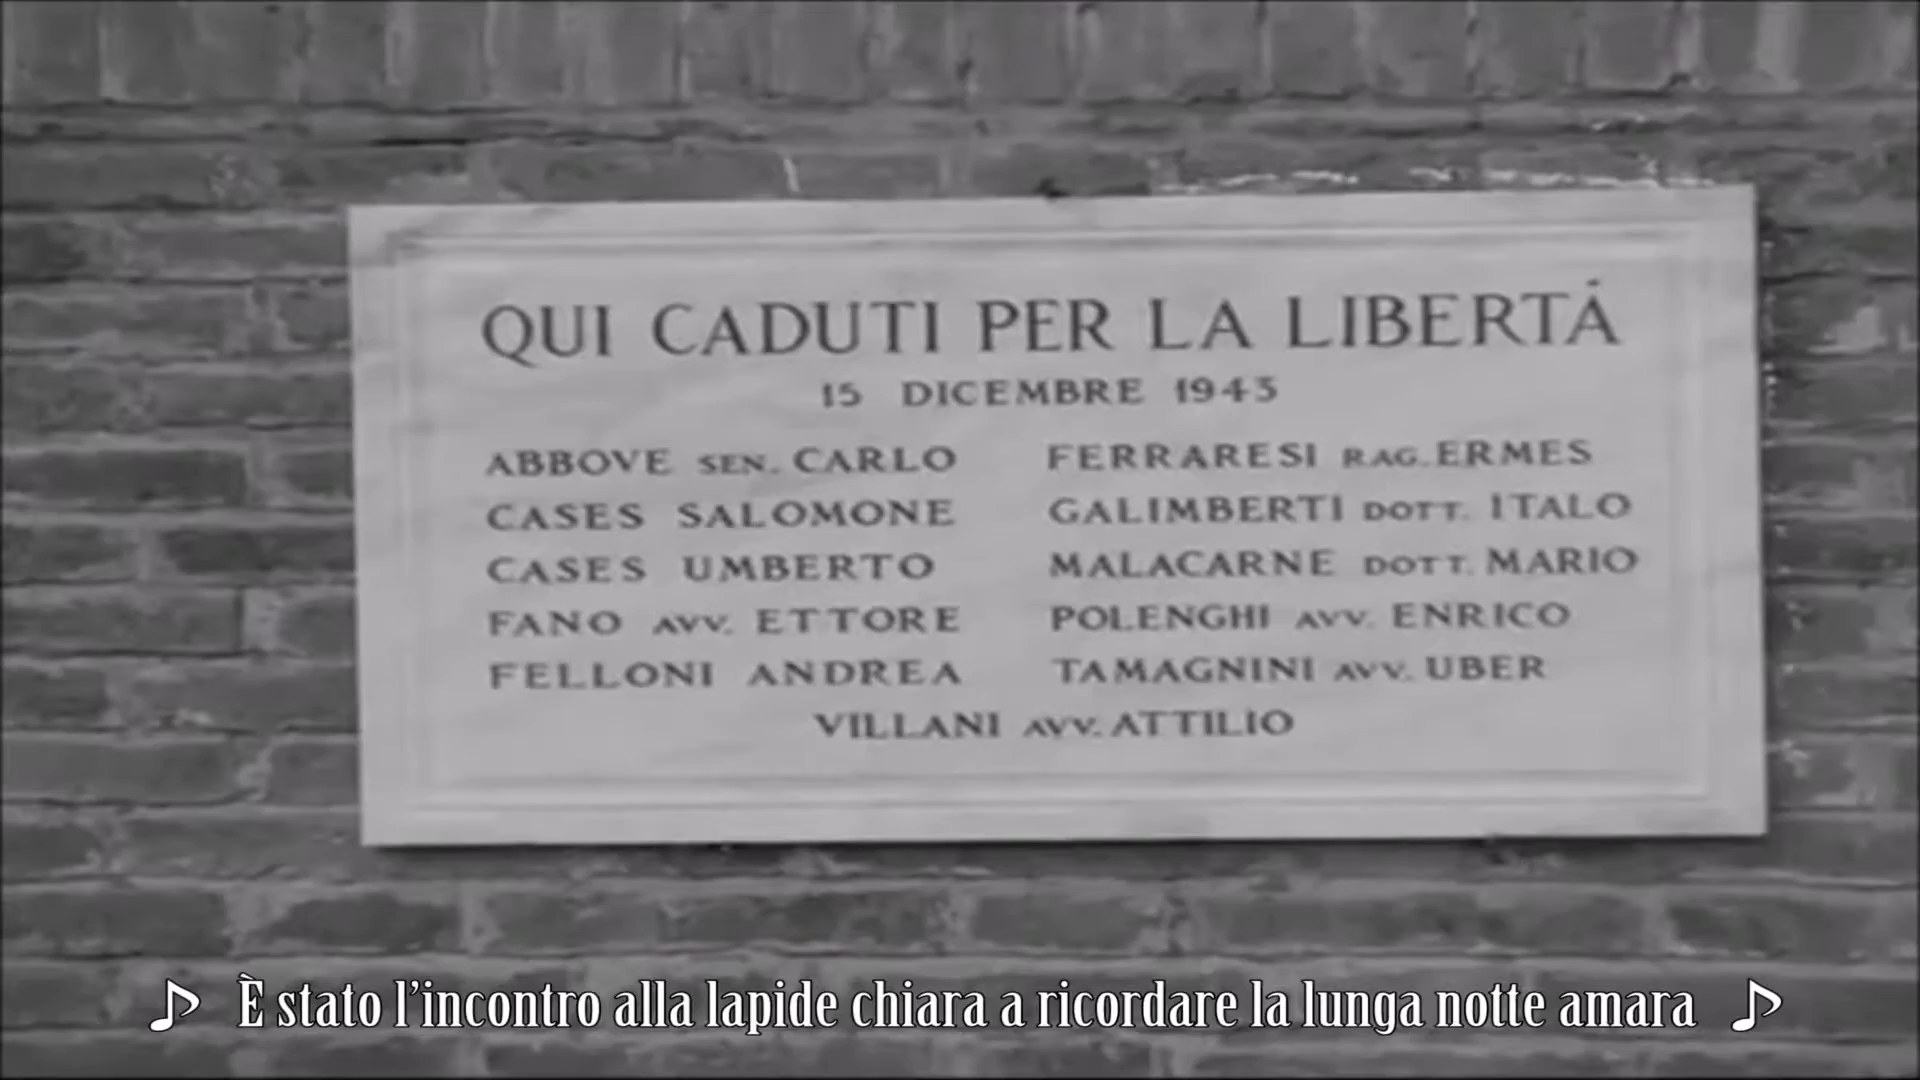 QUI CADUTI PER LA LIBERTÁ
15 DICEMBRE 1943
ABBOVE SEN. CARLO
CASES SALOMONE
CASES UMBERTO
FANO AVV. ETTORE
FELLONI ANDREA
FERRARESI RAG. ERMES
GALIMBERTI DOTT. ITALO
MALACARNE DOTT. MARIO
POLENGHI AVV. ENRICO
TAMAGNINI AVV. UBER
VILLANI AVV. ATTILIO
♪ È stato l'incontro alla lapide chiara a ricordare la lunga notte amara ♪